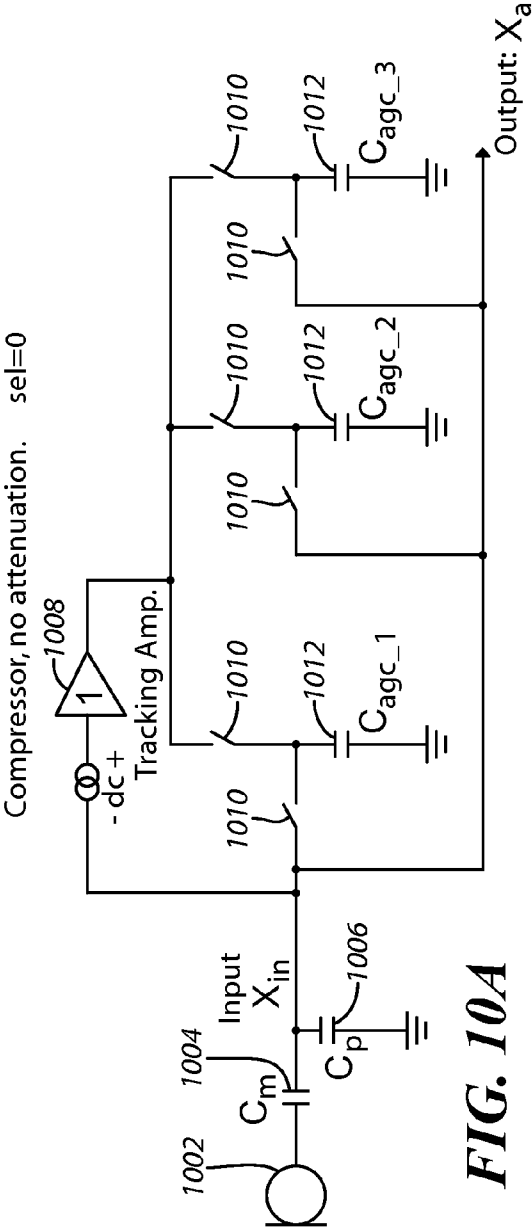 Compressor, no attenuation. sel=0
1008
1
- dc +
Tracking Amp.
1010
1010
1010
1010
1010
1010
1012
1012
1012
C_agc_1
C_agc_2
C_agc_3
1002
1004
C_m
Input
X_in
1006
C_p
Output: X_a
FIG. 10A